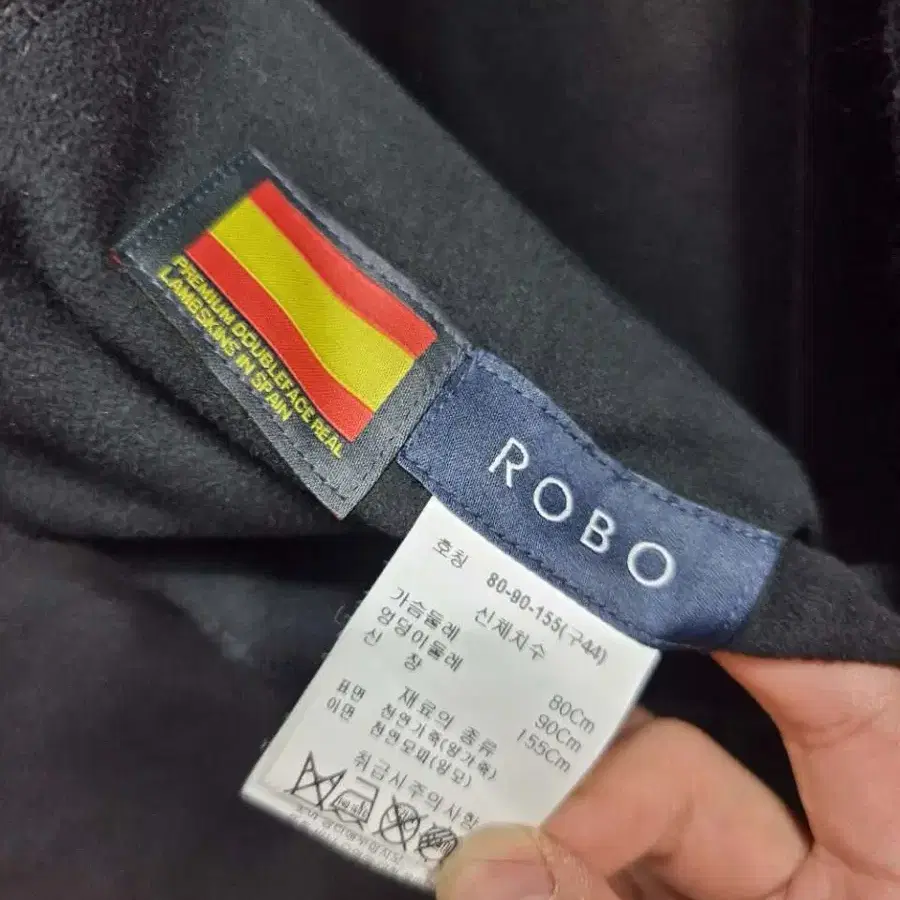 PREMIUM DOUBLEFACE REAL
LAMBSKINS IN SPAIN
ROBO
호칭 80-90-155(구44)
신체치수
가슴둘레 80Cm
엉덩이둘레 90Cm
신 장 155Cm
재료의 종류
표면 천연가죽(양가죽)
이면 천연모피(양모)
취급시주의사항